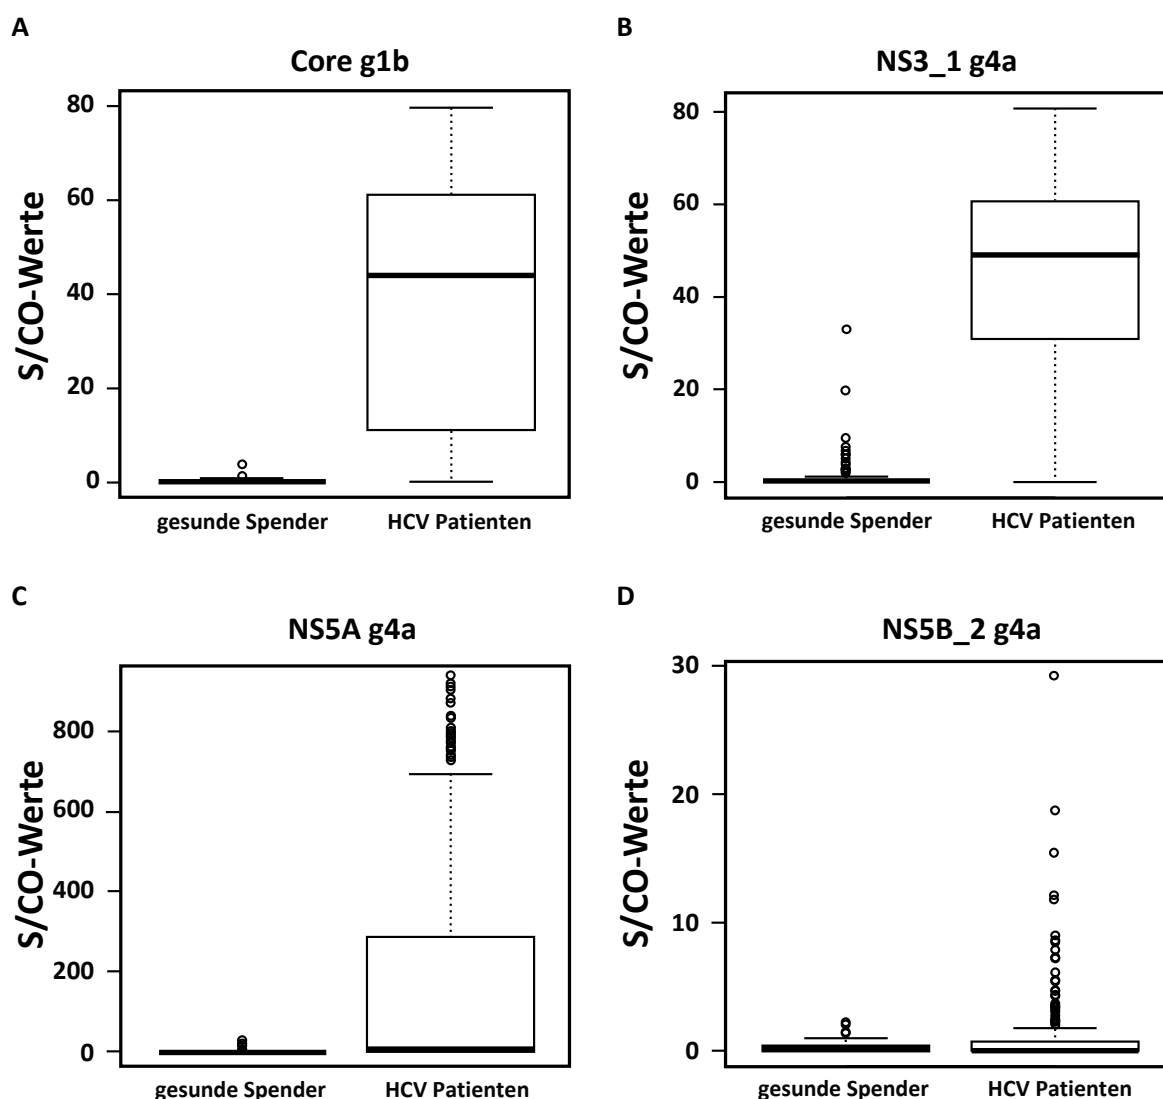 A
Core g1b
S/CO-Werte
80
60
40
20
0
gesunde Spender
HCV Patienten
B
NS3_1 g4a
S/CO-Werte
80
60
40
20
0
gesunde Spender
HCV Patienten
C
NS5A g4a
S/CO-Werte
800
600
400
200
0
gesunde Spender
HCV Patienten
D
NS5B_2 g4a
S/CO-Werte
30
20
10
0
gesunde Spender
HCV Patienten